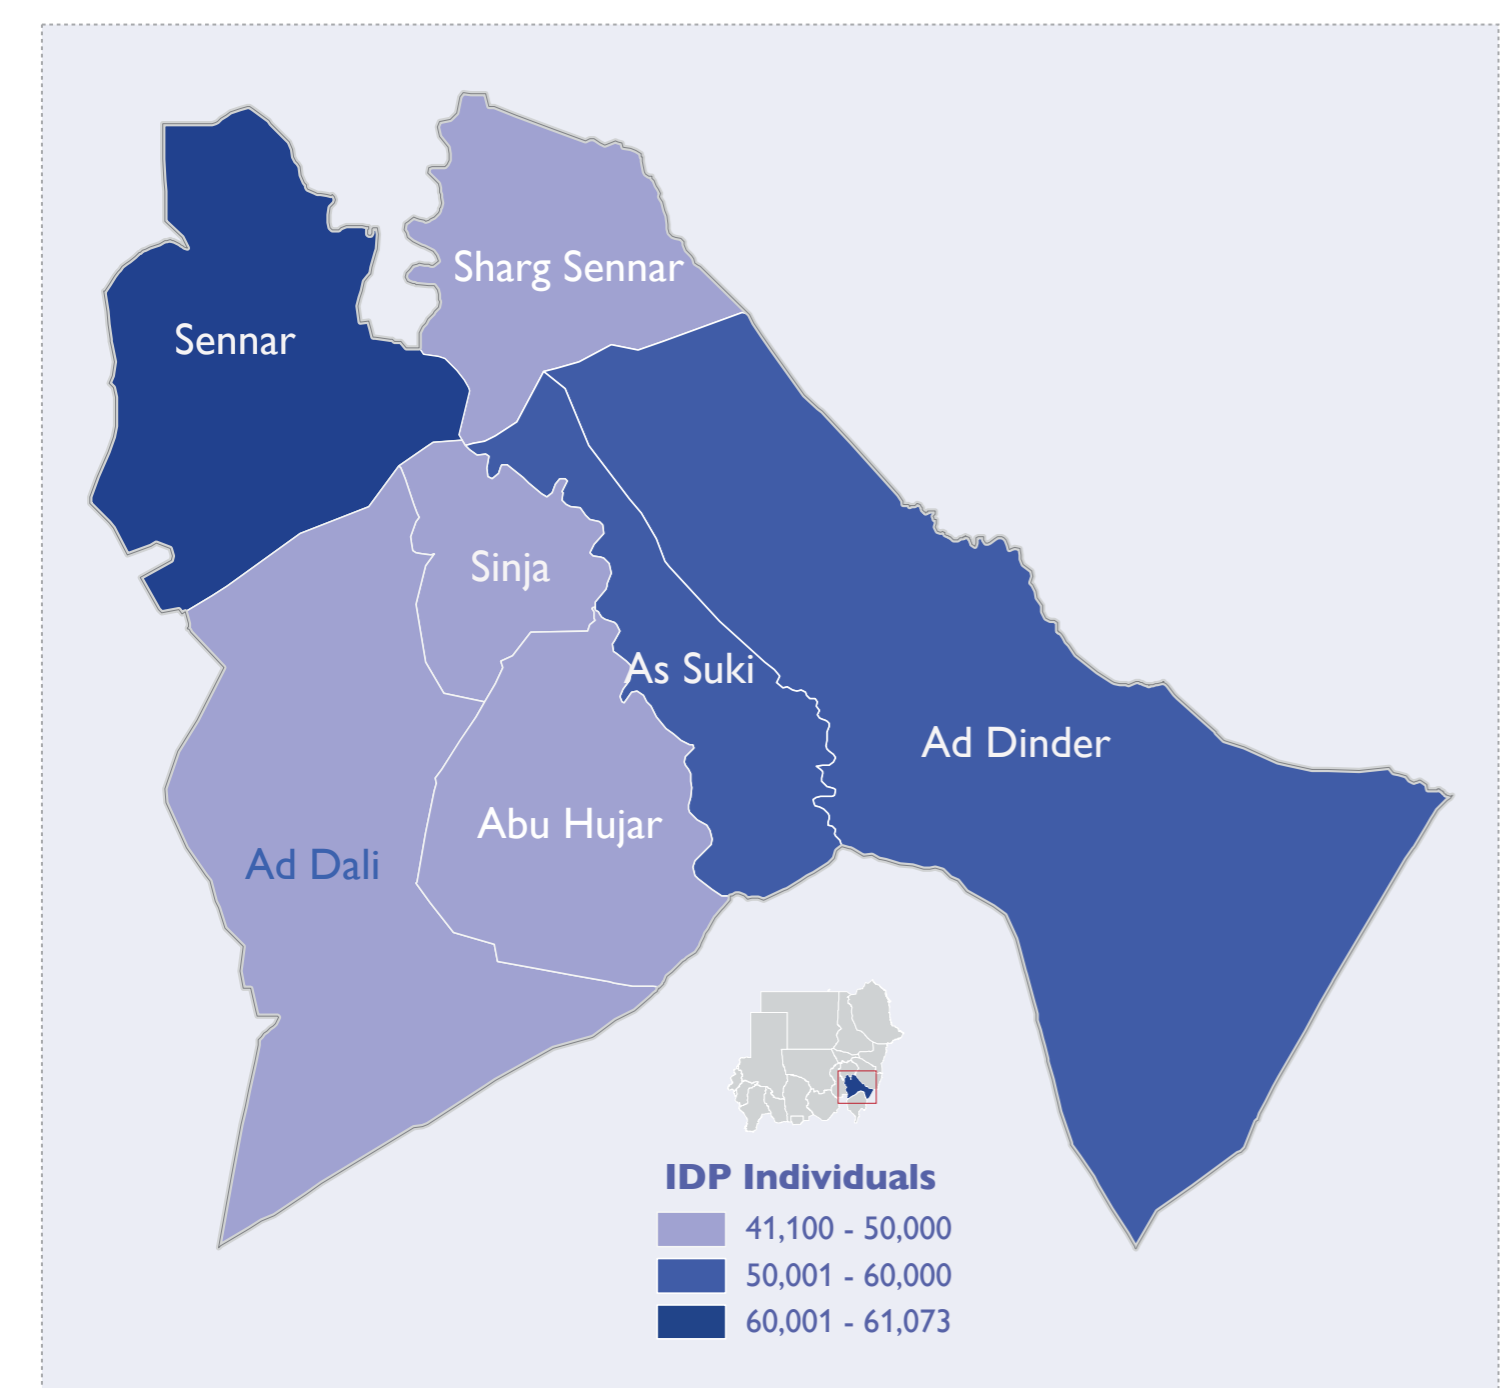 Sharg Sennar
Sennar
Sinja
As Suki
Ad Dinder
Abu Hujar
Ad Dali
IDP Individuals
41,100 - 50,000
50,001 - 60,000
60,001 - 61,073